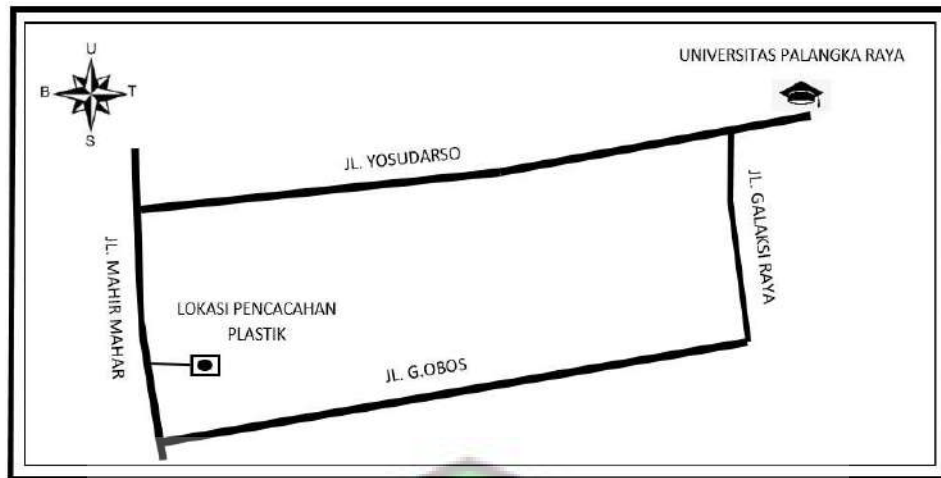 UNIVERSITAS PALANGKA RAYA
U
B
T
S
JL. YOSUDARSO
JL. GALAKSI RAYA
JL. MAHIR MAHAR
LOKASI PENCACAHAN
PLASTIK
JL. G.OBOS